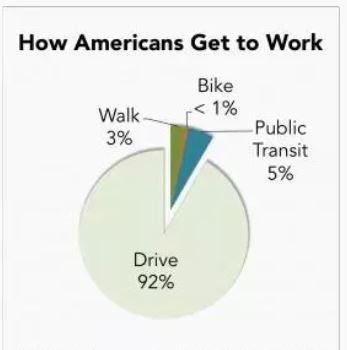 How Americans Get to Work
Bike
< 1%
Walk
3%
Public
Transit
5%
Drive
92%